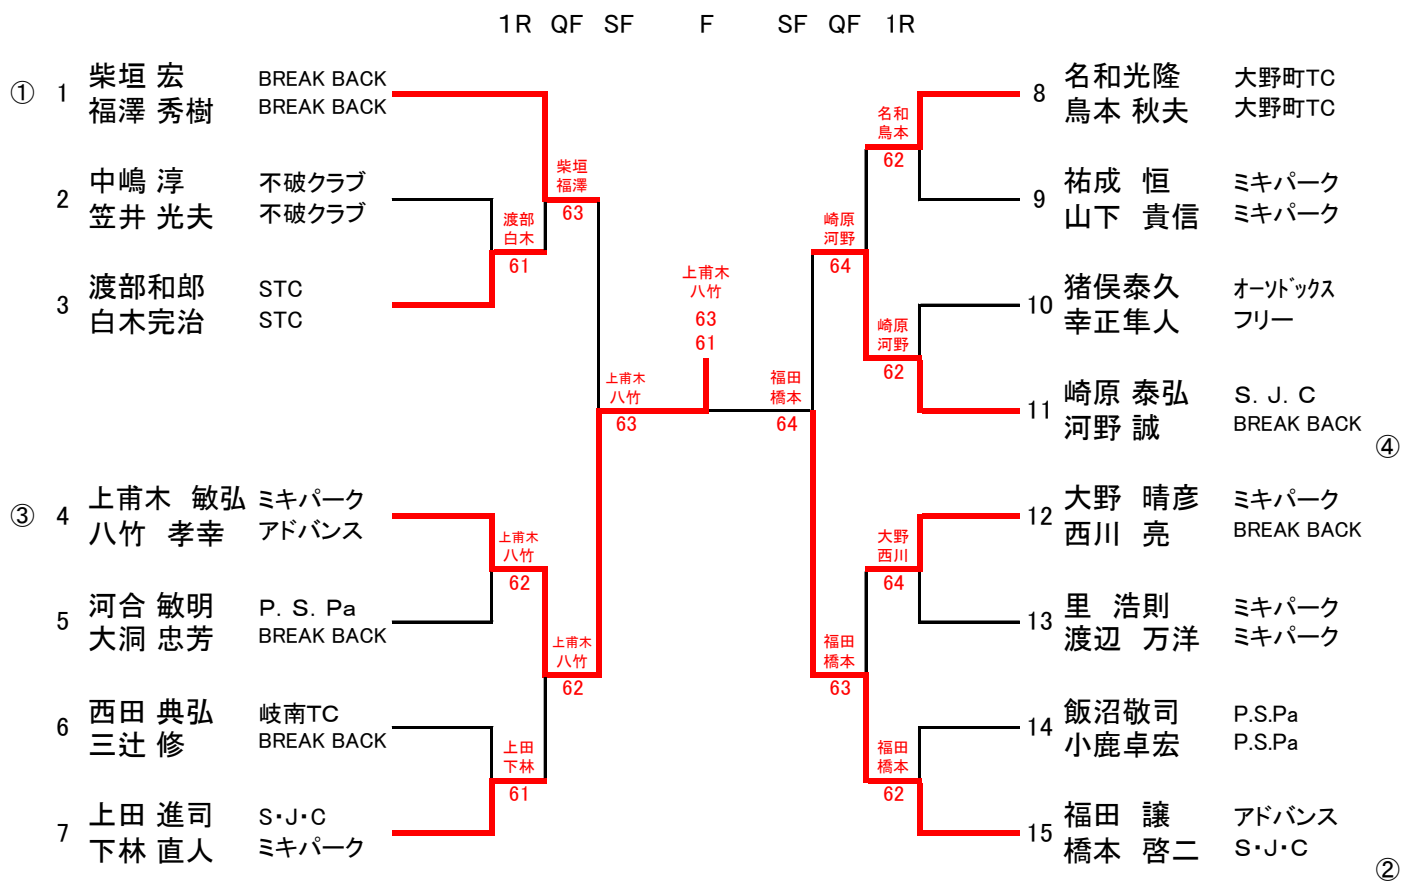 1R QF SF F SF QF 1R
① 1 柴垣 宏 BREAK BACK
福澤 秀樹 BREAK BACK
2 中嶋 淳 不破クラブ
笠井 光夫 不破クラブ
3 渡部和郎 STC
白木完治 STC
③ 4 上甫木 敏弘 ミキパーク
八竹 孝幸 アドバンス
5 河合 敏明 P. S. Pa
大洞 忠芳 BREAK BACK
6 西田 典弘 岐南TC
三辻 修 BREAK BACK
7 上田 進司 S・J・C
下林 直人 ミキパーク
渡部
白木
61
上甫木
八竹
62
上田
下林
61
柴垣
福澤
63
上甫木
八竹
62
上甫木
八竹
63
上甫木
八竹
63
61
福田
橋本
64
崎原
河野
64
福田
橋本
63
名和
鳥本
62
崎原
河野
62
大野
西川
64
福田
橋本
62
8 名和光隆 大野町TC
鳥本 秋夫 大野町TC
9 祐成 恒 ミキパーク
山下 貴信 ミキパーク
10 猪俣泰久 オーソドックス
幸正隼人 フリー
11 崎原 泰弘 S. J. C
河野 誠 BREAK BACK
④
12 大野 晴彦 ミキパーク
西川 亮 BREAK BACK
13 里 浩則 ミキパーク
渡辺 万洋 ミキパーク
14 飯沼敬司 P.S.Pa
小鹿卓宏 P.S.Pa
15 福田 譲 アドバンス
橋本 啓二 S・J・C
②